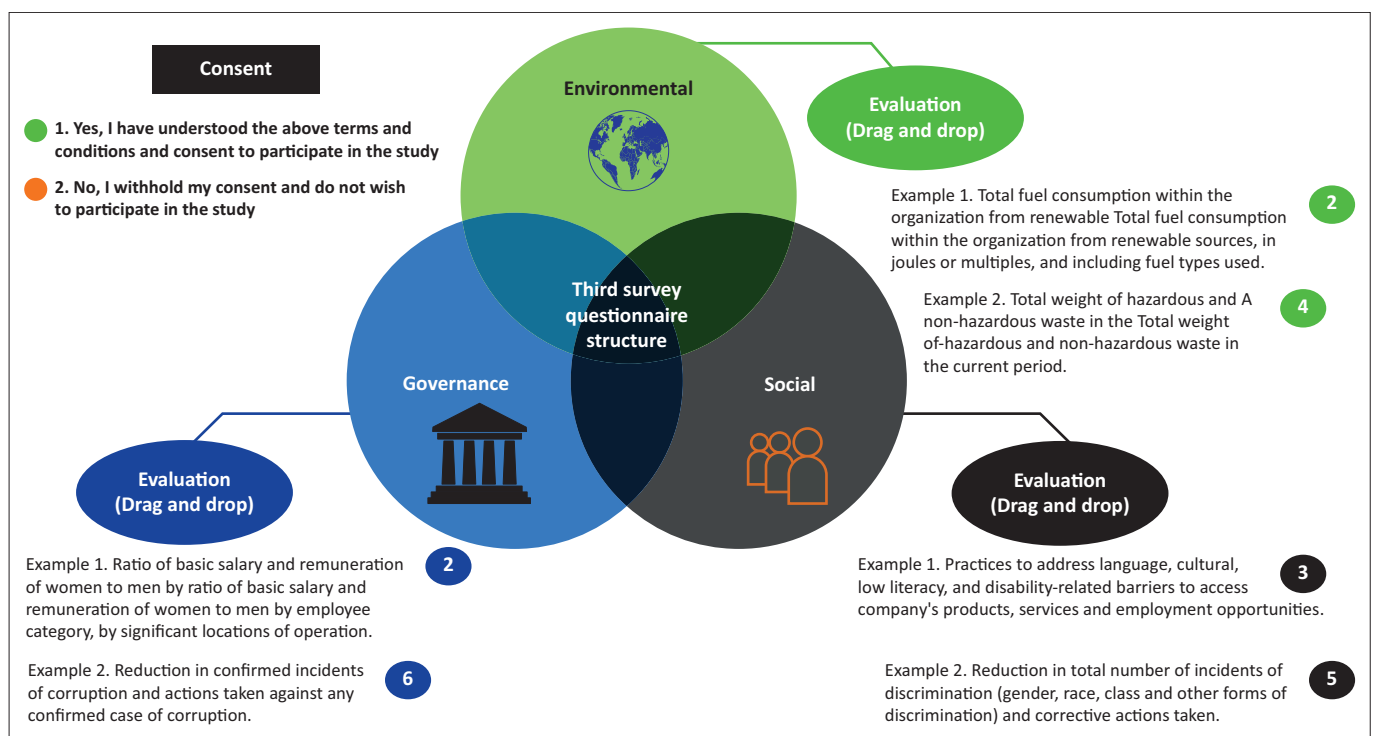 Consent
1. Yes, I have understood the above terms and
conditions and consent to participate in the study
2. No, I withhold my consent and do not wish
to participate in the study
Environmental
Evaluation
(Drag and drop)
Example 1. Total fuel consumption within the
organization from renewable Total fuel consumption
within the organization from renewable sources, in
joules or multiples, and including fuel types used.
2
Example 2. Total weight of hazardous and A
non-hazardous waste in the Total weight
of-hazardous and non-hazardous waste in
the current period.
4
Third survey
questionnaire
structure
Governance
Social
Evaluation
(Drag and drop)
Example 1. Ratio of basic salary and remuneration
of women to men by ratio of basic salary and
remuneration of women to men by employee
category, by significant locations of operation.
2
Example 2. Reduction in confirmed incidents
of corruption and actions taken against any
confirmed case of corruption.
6
Evaluation
(Drag and drop)
Example 1. Practices to address language, cultural,
low literacy, and disability-related barriers to access
company's products, services and employment opportunities.
3
Example 2. Reduction in total number of incidents of
discrimination (gender, race, class and other forms of
discrimination) and corrective actions taken.
5